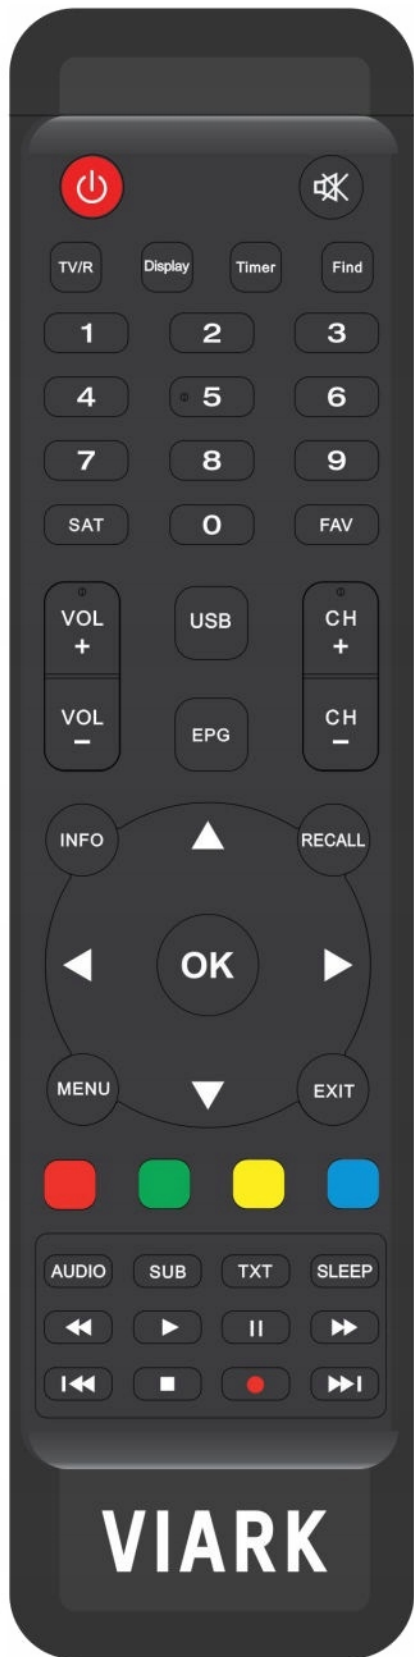 TV/R Display Timer Find
1 2 3
4 5 6
7 8 9
SAT 0 FAV
VOL + USB CH +
VOL − EPG CH −
INFO RECALL
OK
MENU EXIT
AUDIO SUB TXT SLEEP
VIARK